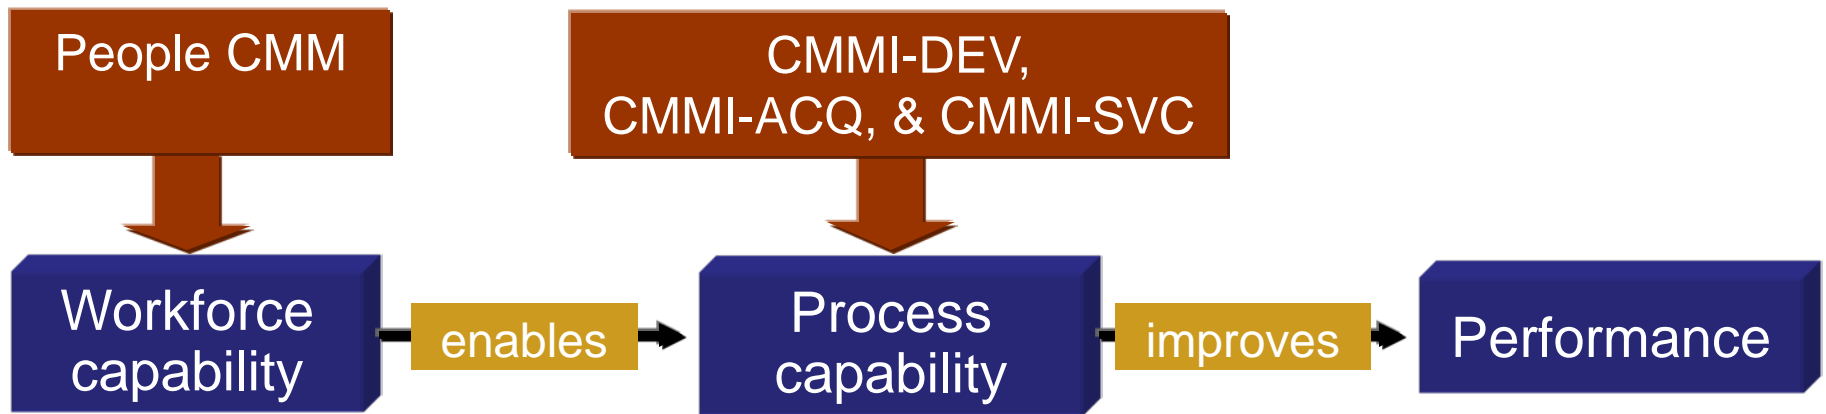 People CMM
CMMI-DEV,
CMMI-ACQ, & CMMI-SVC
Workforce
capability
enables
Process
capability
improves
Performance